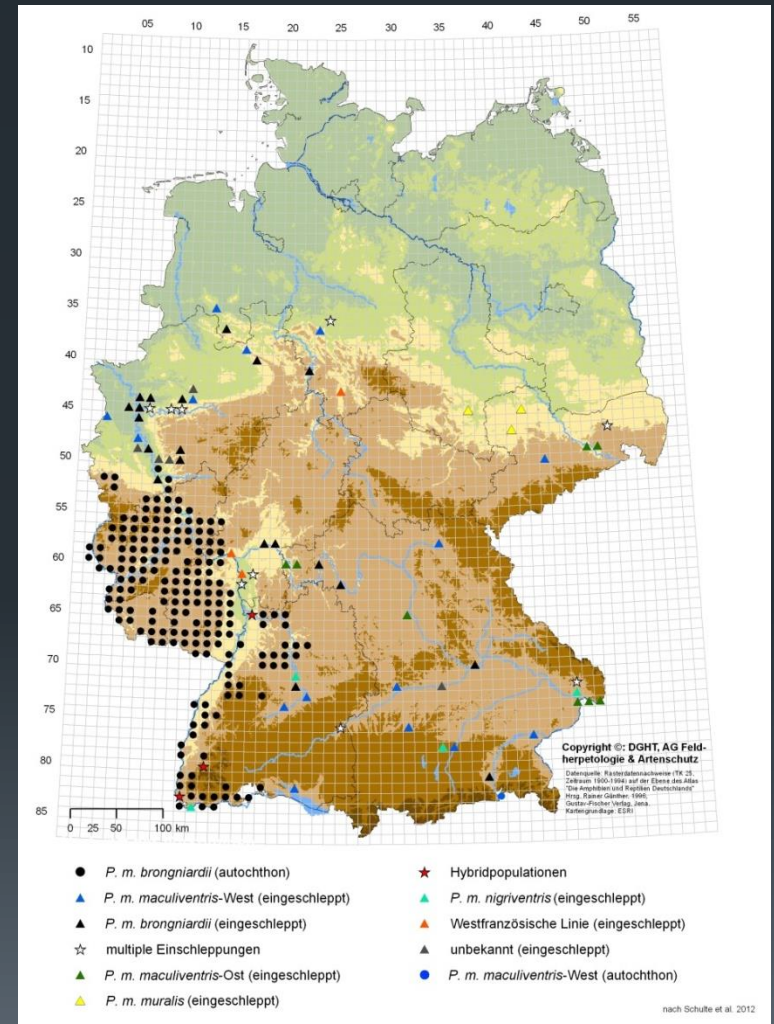 05 10 15 20 25 30 35 40 45 50 55
10
15
20
25
30
35
40
45
50
55
60
65
70
75
80
85
Copyright ©: DGHT, AG Feld-
herpetologie & Artenschutz
Datenquelle: Rasterdatennachweise (TK 25,
Zeitraum 1900-1994) auf der Ebene des Atlas
"Die Amphibien und Reptilien Deutschlands"
Hrsg. Rainer Günther, 1996,
Gustav-Fischer Verlag, Jena.
Kartengrundlage: ESRI
0 25 50 100 km
P. m. brongniardii (autochthon)
P. m. maculiventris-West (eingeschleppt)
P. m. brongniardii (eingeschleppt)
multiple Einschleppungen
P. m. maculiventris-Ost (eingeschleppt)
P. m. muralis (eingeschleppt)
Hybridpopulationen
P. m. nigriventris (eingeschleppt)
Westfranzösische Linie (eingeschleppt)
unbekannt (eingeschleppt)
P. m. maculiventris-West (autochthon)
nach Schulte et al. 2012